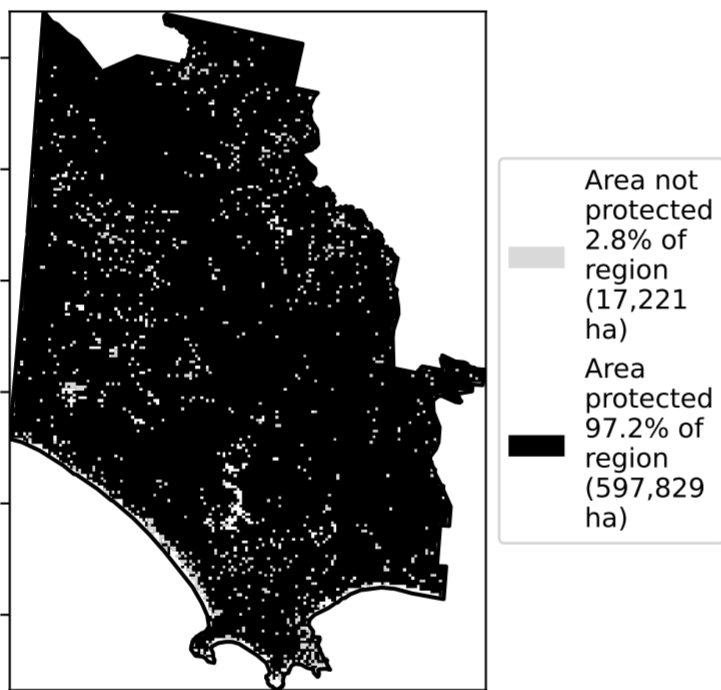 Area not
protected
2.8% of
region
(17,221
ha)
Area
protected
97.2% of
region
(597,829
ha)